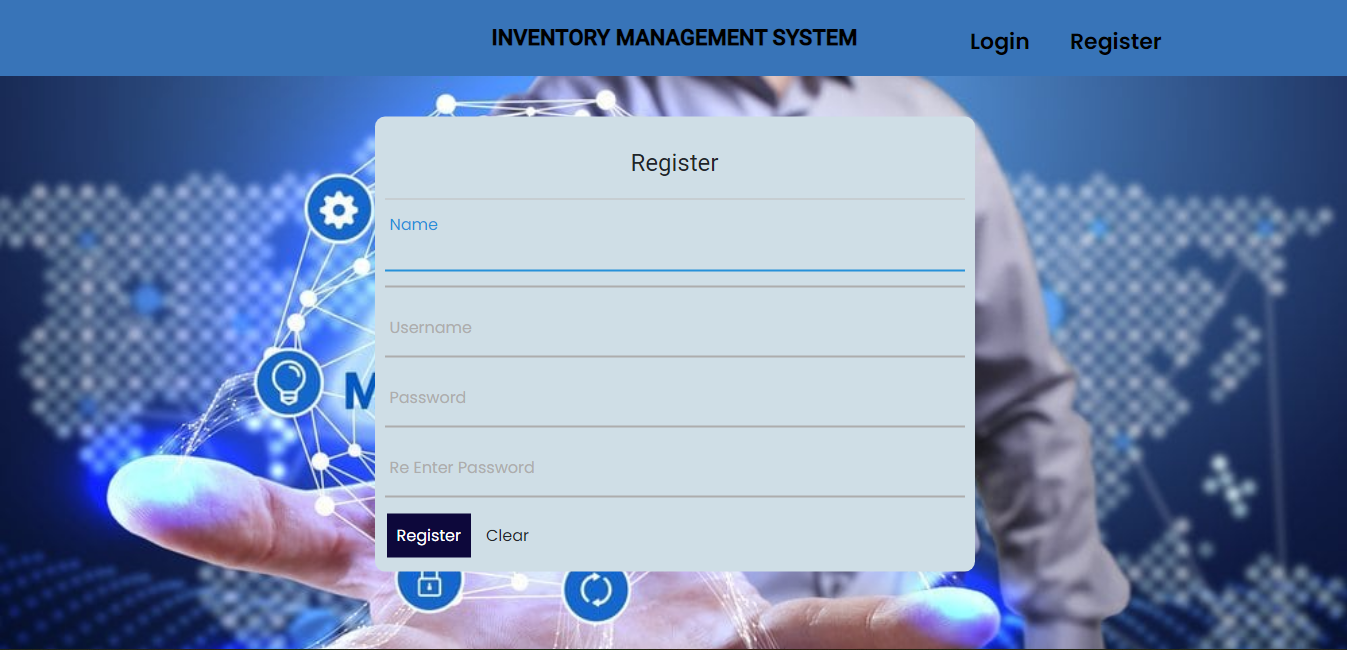 INVENTORY MANAGEMENT SYSTEM
Login
Register
Register
Name
Username
M
Password
Re Enter Password
Register
Clear